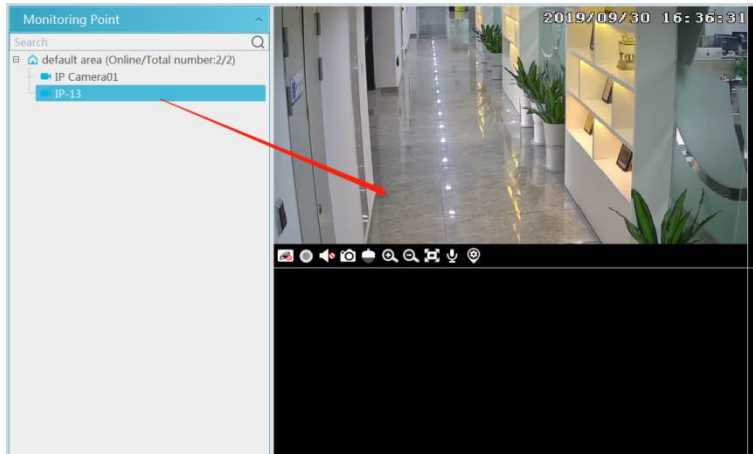 Monitoring Point
2019/09/30 16:36:31
Search
default area (Online/Total number:2/2)
IP Camera01
IP-13